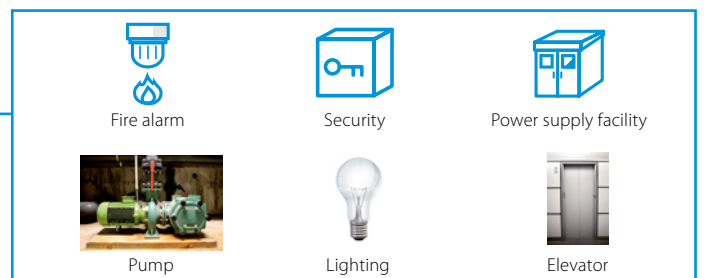 Fire alarm
Security
Power supply facility
Pump
Lighting
Elevator